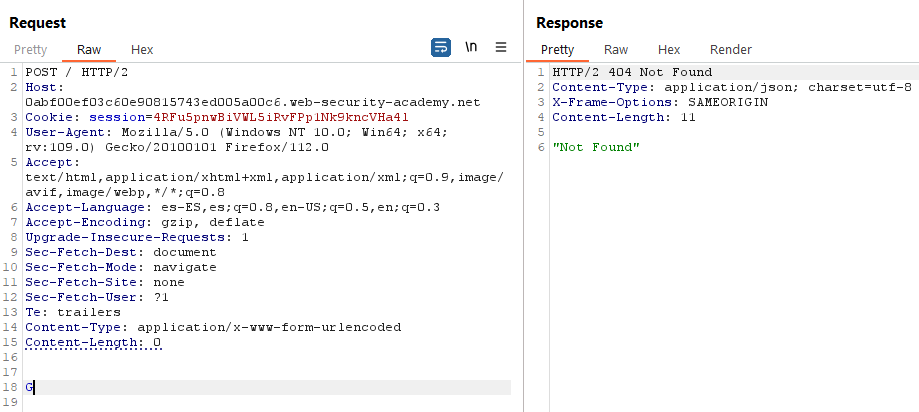 Request
Pretty Raw Hex
\n
1 POST / HTTP/2
2 Host:
0abf00ef03c60e90815743ed005a00c6.web-security-academy.net
3 Cookie: session=4RFu5pnwBiVWL5iRvFPp1Nk9kncVHa4l
4 User-Agent: Mozilla/5.0 (Windows NT 10.0; Win64; x64;
rv:109.0) Gecko/20100101 Firefox/112.0
5 Accept:
text/html,application/xhtml+xml,application/xml;q=0.9,image/
avif,image/webp,*/*;q=0.8
6 Accept-Language: es-ES,es;q=0.8,en-US;q=0.5,en;q=0.3
7 Accept-Encoding: gzip, deflate
8 Upgrade-Insecure-Requests: 1
9 Sec-Fetch-Dest: document
10 Sec-Fetch-Mode: navigate
11 Sec-Fetch-Site: none
12 Sec-Fetch-User: ?1
13 Te: trailers
14 Content-Type: application/x-www-form-urlencoded
15 Content-Length: 0
16
17
18 G
19
Response
Pretty Raw Hex Render
1 HTTP/2 404 Not Found
2 Content-Type: application/json; charset=utf-8
3 X-Frame-Options: SAMEORIGIN
4 Content-Length: 11
5
6 "Not Found"